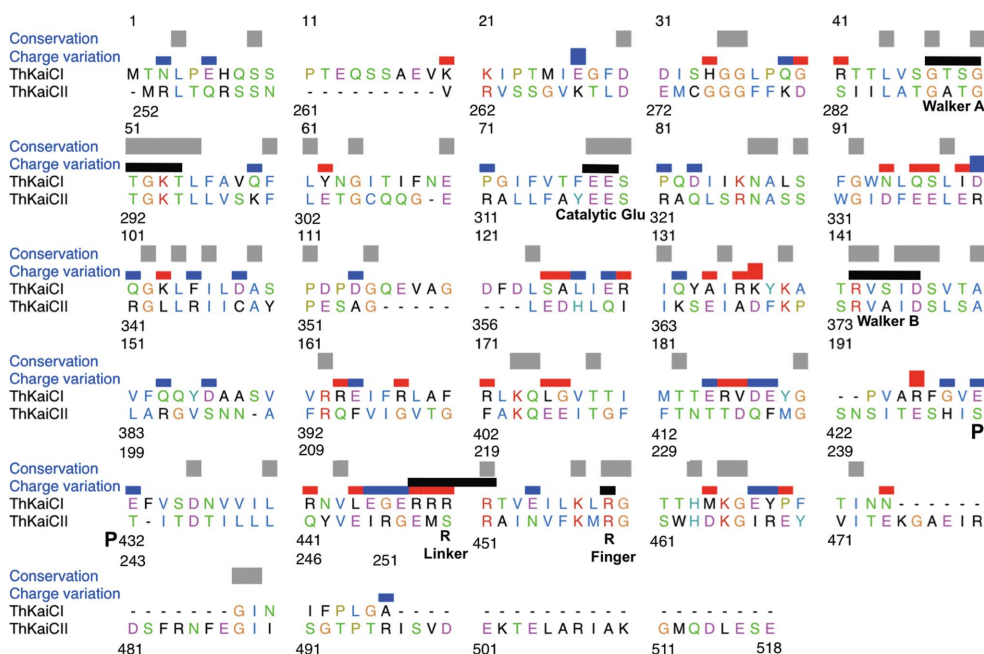 1 11 21 31 41
Conservation
Charge variation
ThKaiCI M T N L P E H Q S S P T E Q S S A E V K K I P T M I E G F D D I S H G G L P Q G R T T L V S G T S G
ThKaiCII - M R L T Q R S S N - - - - - - - - - V R V S S G V K T L D E M C G G G F F K D S I I L A T G A T G
252 261 262 272 282 Walker A
51 61 71 81 91
Conservation
Charge variation
ThKaiCI T G K T L F A V Q F L Y N G I T I F N E P G I F V T F E E S P Q D I I K N A L S F G W N L Q S L I D
ThKaiCII T G K T L L V S K F L E T G C Q Q G - E R A L L F A Y E E S R A Q L S R N A S S W G I D F E E L E R
292 302 311 Catalytic Glu 321 331
101 111 121 131 141
Conservation
Charge variation
ThKaiCI Q G K L F I L D A S P D P D G Q E V A G D F D L S A L I E R I Q Y A I R K Y K A T R V S I D S V T A
ThKaiCII R G L L R I I C A Y P E S A G - - - - - - - - L E D H L Q I I K S E I A D F K P S R V A I D S L S A
341 351 356 363 373 Walker B
151 161 171 181 191
Conservation
Charge variation
ThKaiCI V F Q Q Y D A A S V V R R E I F R L A F R L K Q L G V T T I M T T E R V D E Y G - - P V A R F G V E
ThKaiCII L A R G V S N N - A F R Q F V I G V T G F A K Q E E I T G F F T N T T D Q F M G S N S I T E S H I S
383 392 402 412 422 P
199 209 219 229 239
Conservation
Charge variation
ThKaiCI E F V S D N V V I L R N V L E G E R R R R T V E I L K L R G T T H M K G E Y P F T I N N - - - - - -
ThKaiCII T - I T D T I L L L Q Y V E I R G E M S R A I N V F K M R G S W H D K G I R E Y V I T E K G A E I R
P 432 441 R Linker 451 R Finger 461 471
243 246 251
Conservation
Charge variation
ThKaiCI - - - - - - - G I N I F P L G A - - - - - - - - - - - - - - - - - - - - - -
ThKaiCII D S F R N F E G I I S G T P T R I S V D E K T E L A R I A K G M Q D L E S E
481 491 501 511 518